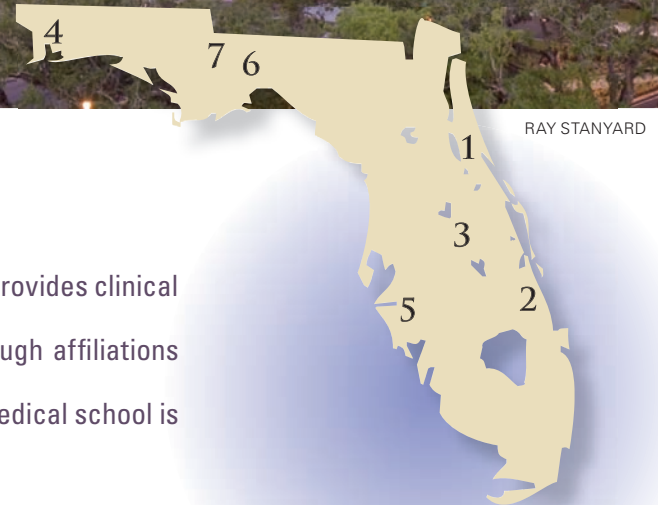 4
7 6
RAY STANYARD
1
3
5
2
rovides clinical
ugh affiliations
edical school is